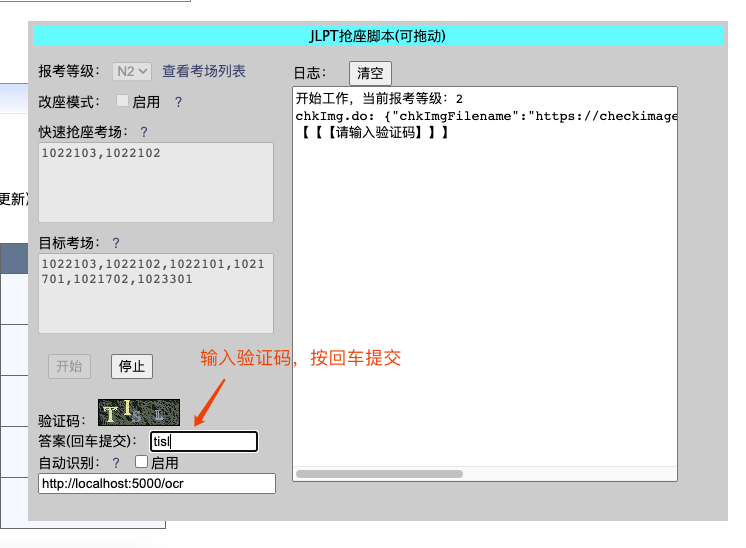 JLPT抢座脚本(可拖动)
报考等级： N2 查看考场列表
改座模式： 启用 ?
快速抢座考场： ?
1022103,1022102
目标考场： ?
1022103,1022102,1022101,1021
701,1021702,1023301
开始 停止
输入验证码，按回车提交
验证码： TISL
答案(回车提交)： tisl
自动识别： ? 启用
http://localhost:5000/ocr
日志： 清空
开始工作，当前报考等级：2
chkImg.do: {"chkImgFilename":"https://checkimage
【【【请输入验证码】】】
更新)